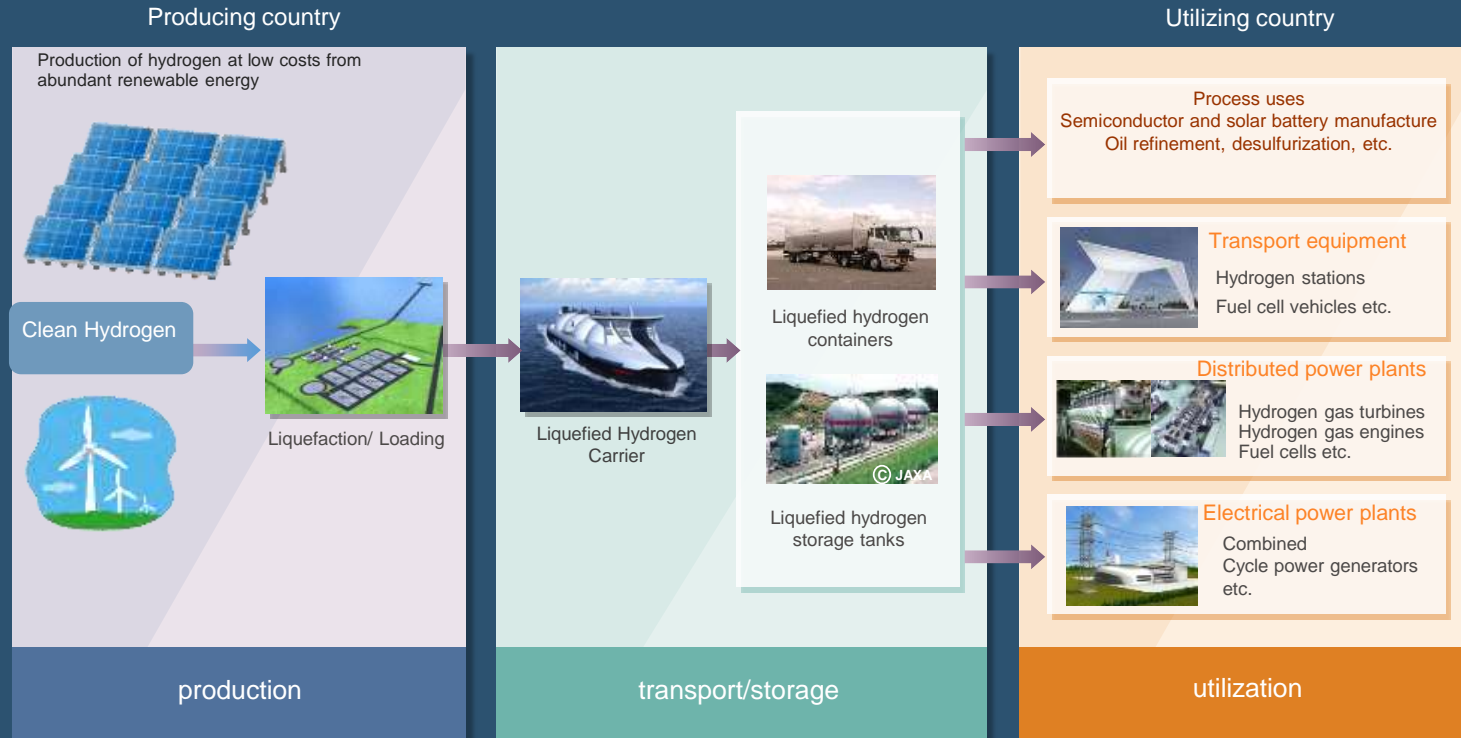 Producing country
Utilizing country
Production of hydrogen at low costs from
abundant renewable energy
Clean Hydrogen
Liquefaction/ Loading
Liquefied Hydrogen
Carrier
Liquefied hydrogen
containers
© JAXA
Liquefied hydrogen
storage tanks
Process uses
Semiconductor and solar battery manufacture
Oil refinement, desulfurization, etc.
Transport equipment
Hydrogen stations
Fuel cell vehicles etc.
Distributed power plants
Hydrogen gas turbines
Hydrogen gas engines
Fuel cells etc.
Electrical power plants
Combined
Cycle power generators
etc.
production
transport/storage
utilization